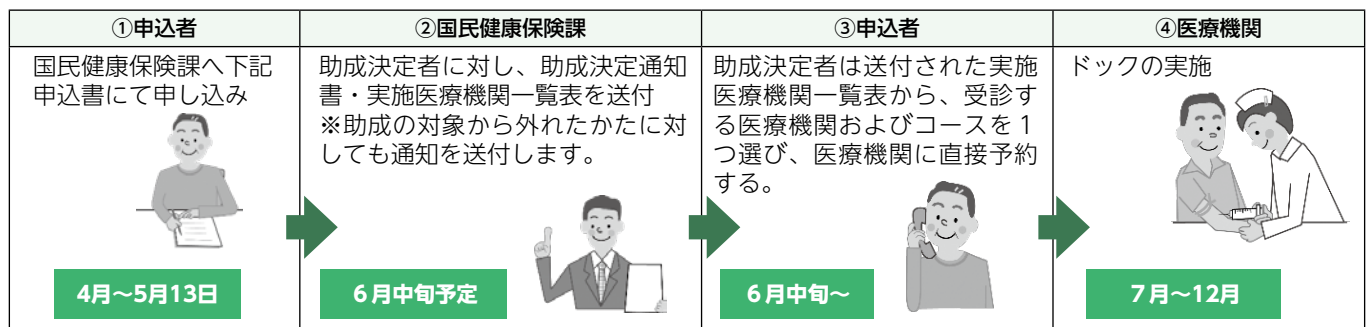 ①申込者
国民健康保険課へ下記
申込書にて申し込み
4月～5月13日
②国民健康保険課
助成決定者に対し、助成決定通知
書・実施医療機関一覧表を送付
※助成の対象から外れたかたに対
しても通知を送付します。
６月中旬予定
③申込者
助成決定者は送付された実施
医療機関一覧表から、受診す
る医療機関およびコースを１
つ選び、医療機関に直接予約
する。
６月中旬～
④医療機関
ドックの実施
７月～12月